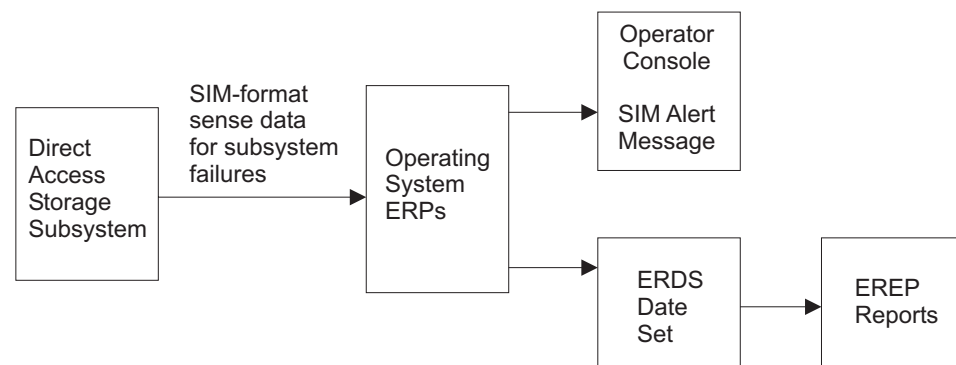 Direct
Access
Storage
Subsystem
SIM-format
sense data
for subsystem
failures
Operating
System
ERPs
Operator
Console
SIM Alert
Message
ERDS
Date
Set
EREP
Reports